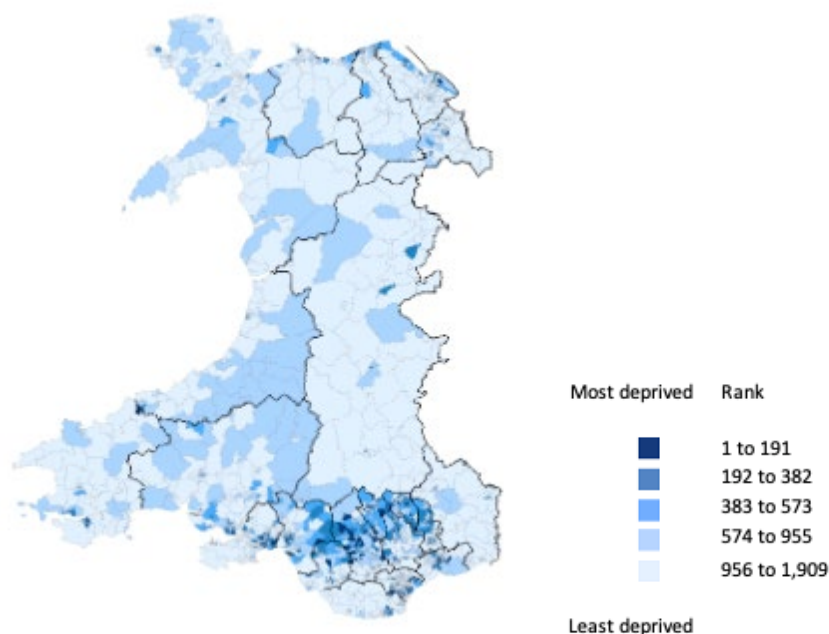 Most deprived Rank
1 to 191
192 to 382
383 to 573
574 to 955
956 to 1,909
Least deprived